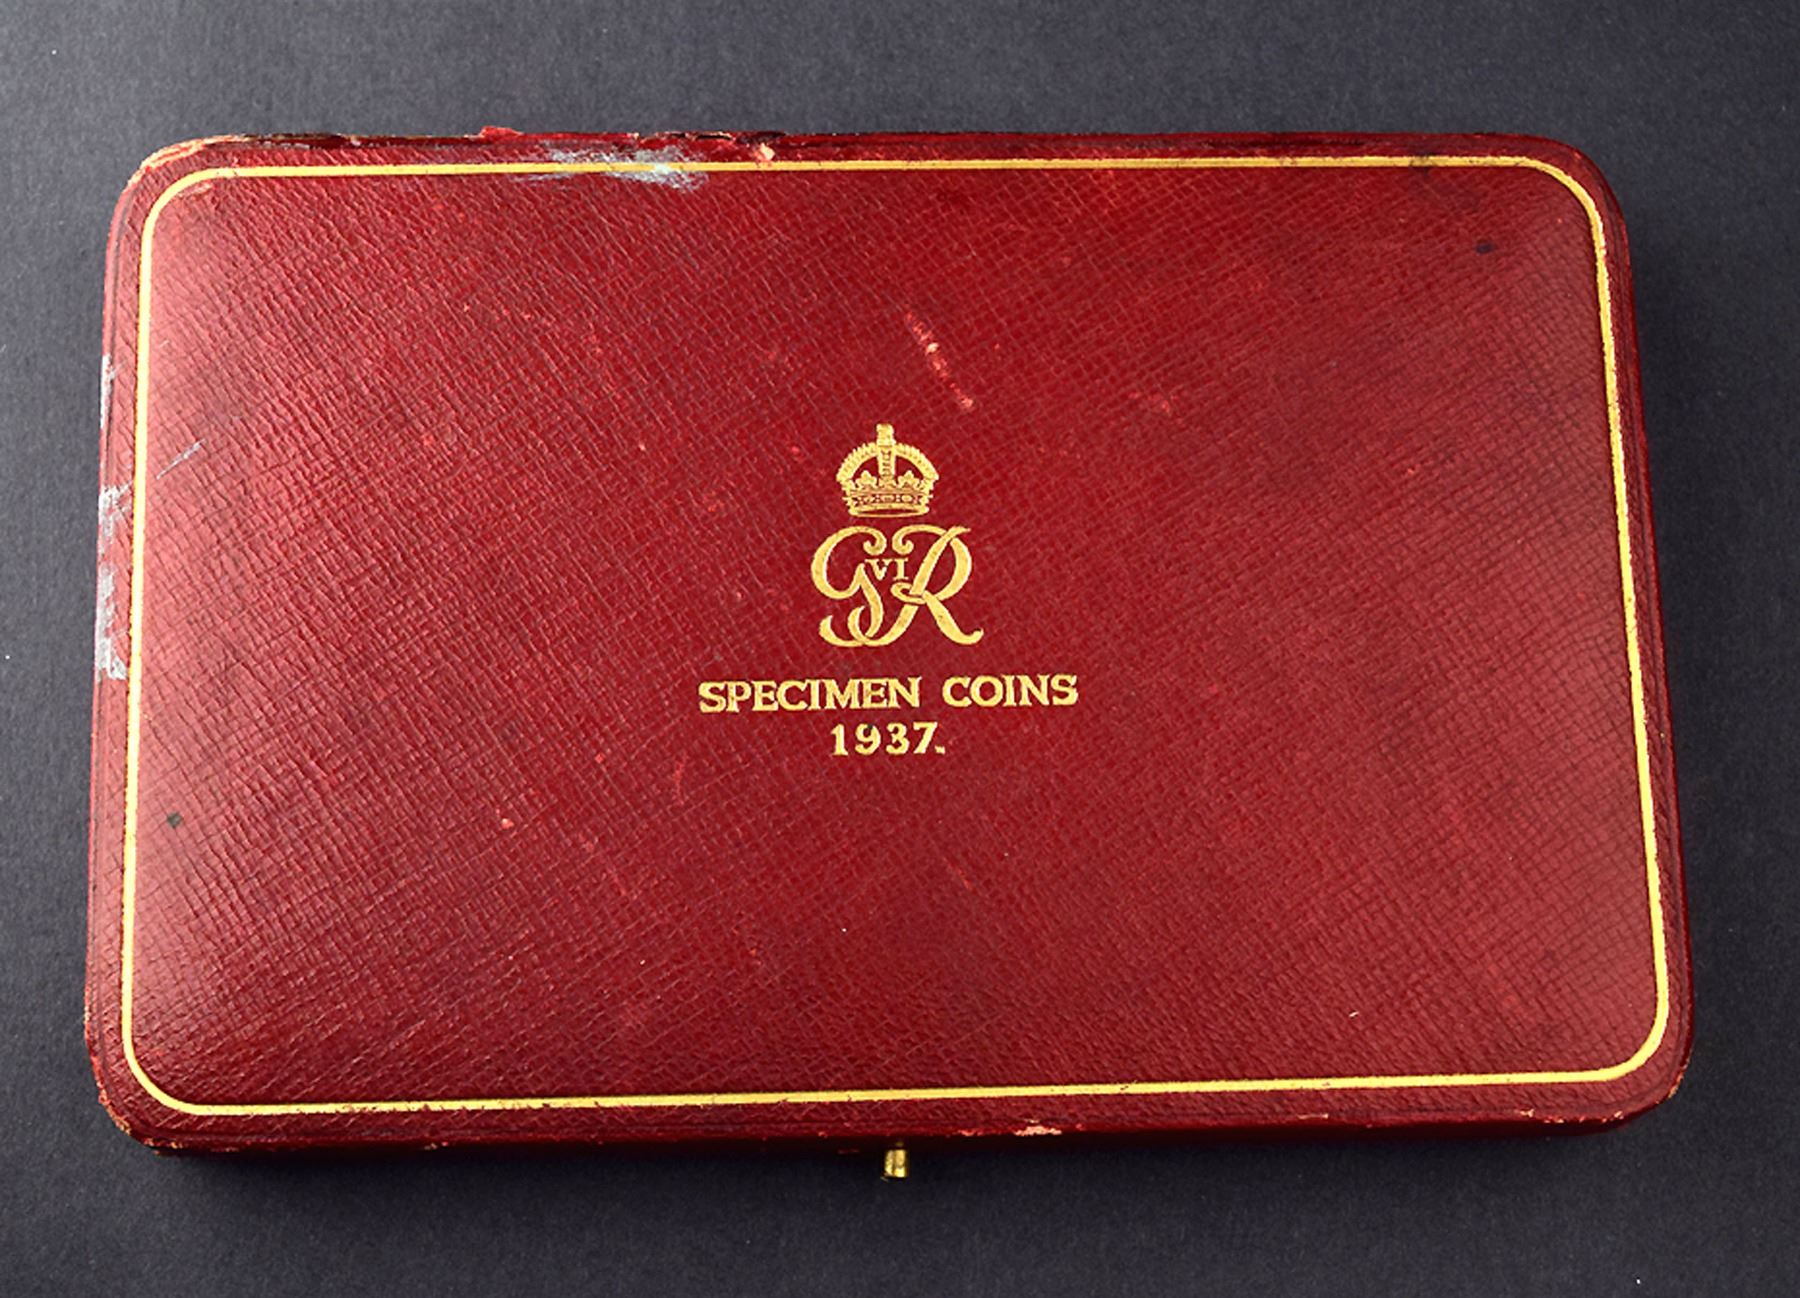 GVIR
SPECIMEN COINS
1937.